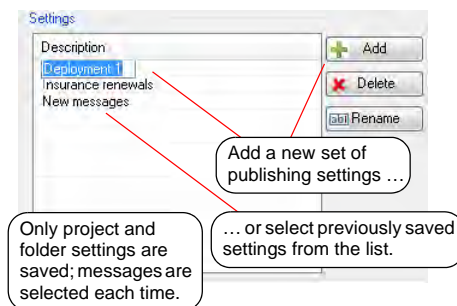 Settings
Description
Add
Deployment 1
Insurance renewals
Delete
New messages
ab Rename
Add a new set of
publishing settings …
Only project and
folder settings are
saved; messages are
selected each time.
… or select previously saved
settings from the list.